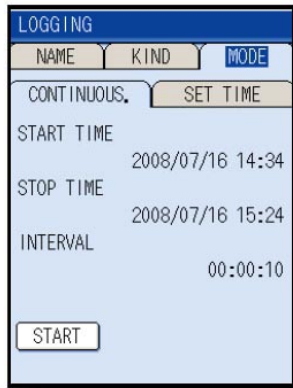 LOGGING
NAME KIND MODE
CONTINUOUS. SET TIME
START TIME
2008/07/16 14:34
STOP TIME
2008/07/16 15:24
INTERVAL
00:00:10
START